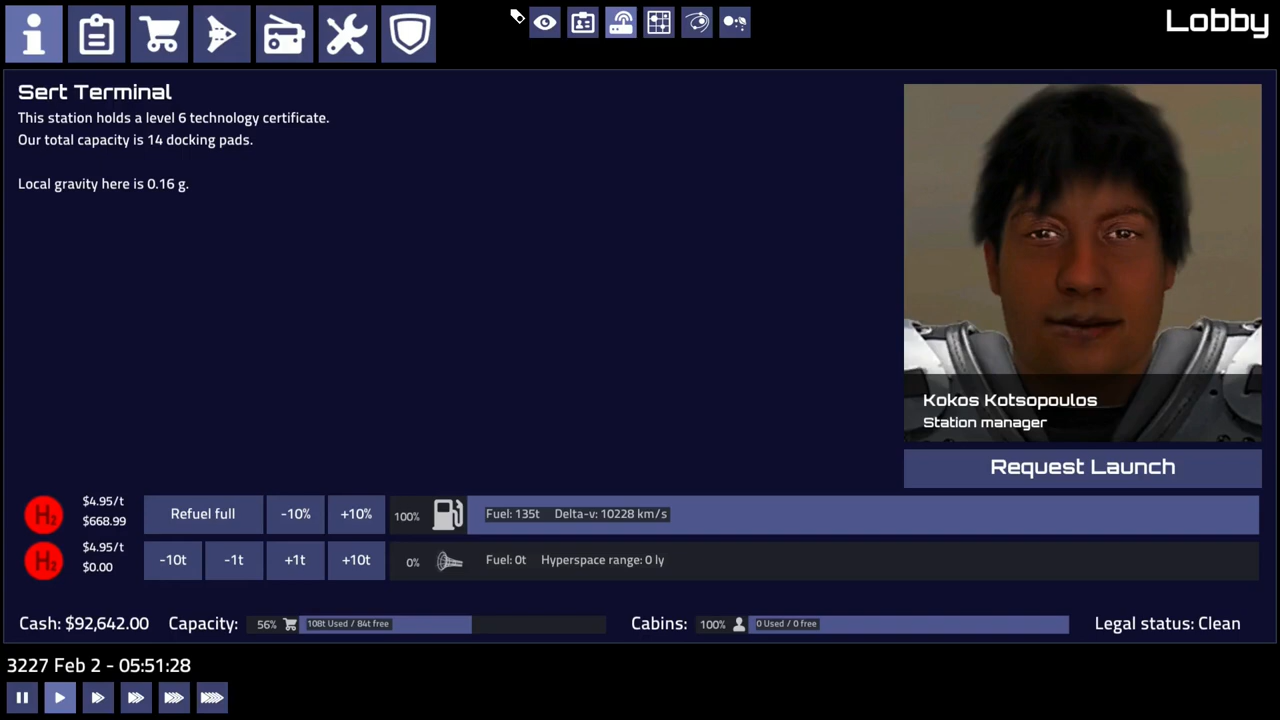 Lobby
Sert Terminal
This station holds a level 6 technology certificate.
Our total capacity is 14 docking pads.
Local gravity here is 0.16 g.
Kokos Kotsopoulos
Station manager
Request Launch
H2
$4.95/t
$668.99
Refuel full
-10%
+10%
100%
Fuel: 135t Delta-v: 10228 km/s
H2
$4.95/t
$0.00
-10t
-1t
+1t
+10t
0%
Fuel: 0t Hyperspace range: 0 ly
Cash: $92,642.00
Capacity:
56%
108t Used / 84t free
Cabins:
100%
0 Used / 0 free
Legal status: Clean
3227 Feb 2 - 05:51:28